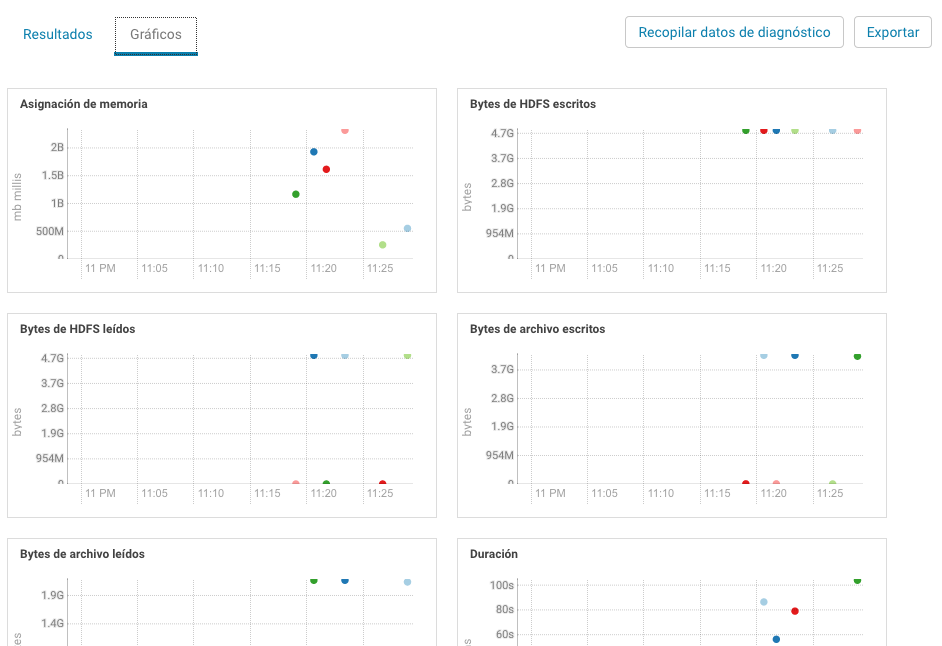 Resultados
Gráficos
Recopilar datos de diagnóstico
Exportar
Asignación de memoria
mb millis
2B
1.5B
1B
500M
0
11 PM 11:05 11:10 11:15 11:20 11:25
Bytes de HDFS escritos
bytes
4.7G
3.7G
2.8G
1.9G
954M
0
11 PM 11:05 11:10 11:15 11:20 11:25
Bytes de HDFS leídos
bytes
4.7G
3.7G
2.8G
1.9G
954M
0
11 PM 11:05 11:10 11:15 11:20 11:25
Bytes de archivo escritos
bytes
3.7G
2.8G
1.9G
954M
0
11 PM 11:05 11:10 11:15 11:20 11:25
Bytes de archivo leídos
1.9G
1.4G
Duración
100s
80s
60s